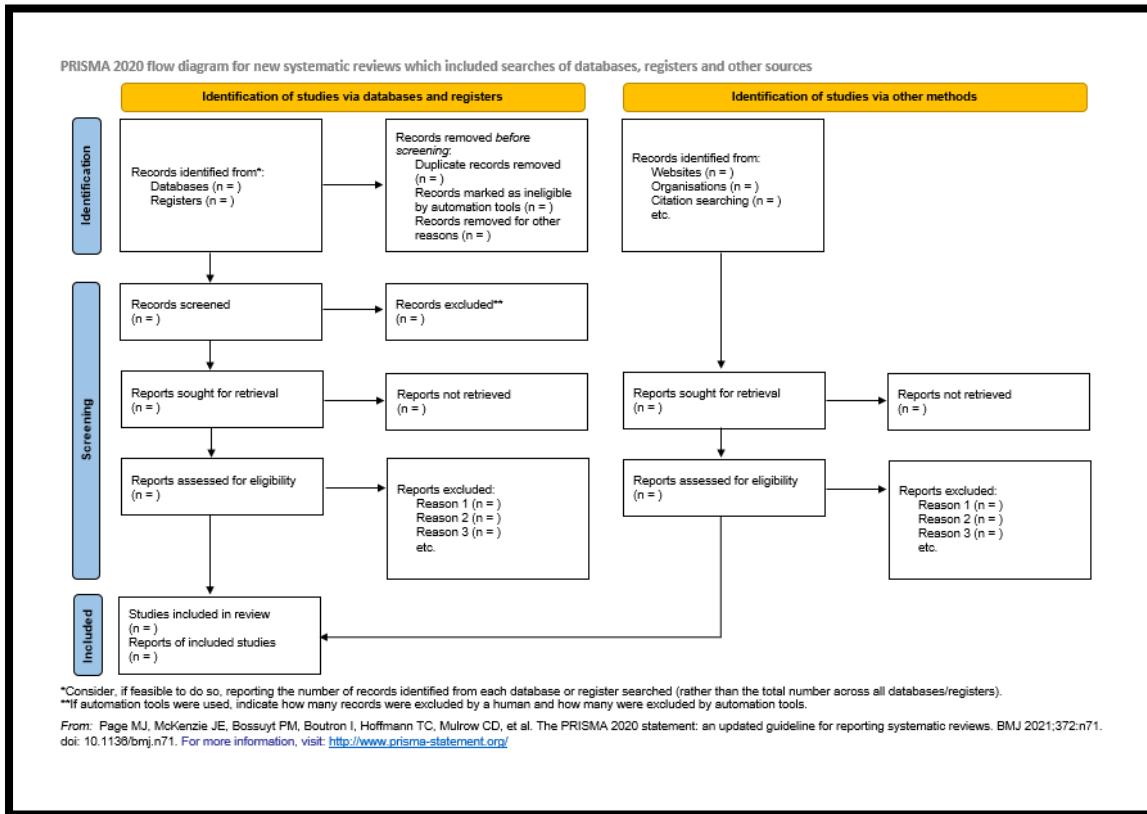 PRISMA 2020 flow diagram for new systematic reviews which included searches of databases, registers and other sources
Identification of studies via databases and registers
Identification of studies via other methods
Identification
Records identified from*:
Databases (n = )
Registers (n = )
Records removed before
screening:
Duplicate records removed
(n = )
Records marked as ineligible
by automation tools (n = )
Records removed for other
reasons (n = )
Records identified from:
Websites (n = )
Organisations (n = )
Citation searching (n = )
etc.
Screening
Records screened
(n = )
Records excluded**
(n = )
Reports sought for retrieval
(n = )
Reports not retrieved
(n = )
Reports sought for retrieval
(n = )
Reports not retrieved
(n = )
Reports assessed for eligibility
(n = )
Reports excluded:
Reason 1 (n = )
Reason 2 (n = )
Reason 3 (n = )
etc.
Reports assessed for eligibility
(n = )
Reports excluded:
Reason 1 (n = )
Reason 2 (n = )
Reason 3 (n = )
etc.
Included
Studies included in review
(n = )
Reports of included studies
(n = )
*Consider, if feasible to do so, reporting the number of records identified from each database or register searched (rather than the total number across all databases/registers).
**If automation tools were used, indicate how many records were excluded by a human and how many were excluded by automation tools.
From: Page MJ, McKenzie JE, Bossuyt PM, Boutron I, Hoffmann TC, Mulrow CD, et al. The PRISMA 2020 statement: an updated guideline for reporting systematic reviews. BMJ 2021;372:n71.
doi: 10.1136/bmj.n71. For more information, visit: http://www.prisma-statement.org/